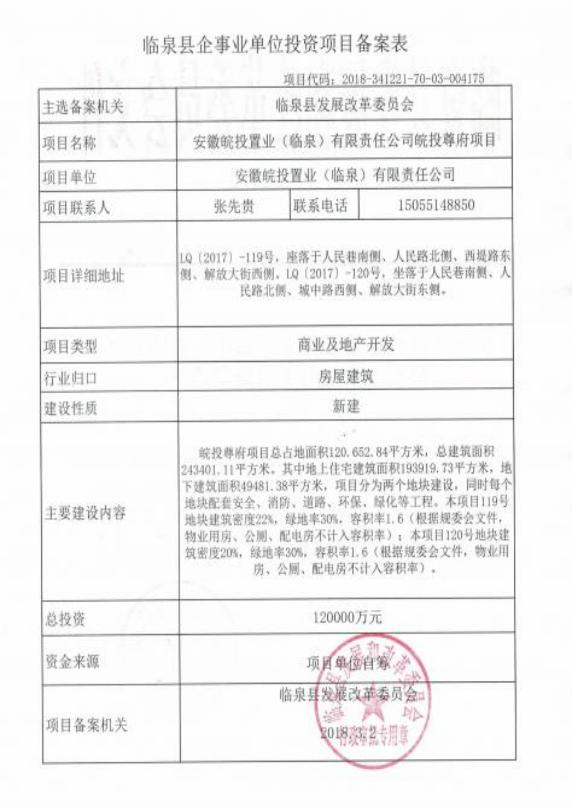 临泉县企事业单位投资项目备案表
项目代码：2018-341221-70-03-004175
主选备案机关 临泉县发展改革委员会
项目名称 安徽皖投置业（临泉）有限责任公司皖投尊府项目
项目单位 安徽皖投置业（临泉）有限责任公司
项目联系人 张先贵 联系电话 15055148850
项目详细地址
LQ〔2017〕-119号，座落于人民巷南侧、人民路北侧、西堤路东
侧、解放大街西侧。LQ〔2017〕-120号，坐落于人民巷南侧、人
民路北侧、城中路西侧、解放大街东侧。
项目类型 商业及地产开发
行业归口 房屋建筑
建设性质 新建
主要建设内容
皖投尊府项目总占地面积120.652.84平方米，总建筑面积
243401.11平方米。其中地上住宅建筑面积193919.73平方米，地
下建筑面积49481.38平方米，项目分为两个地块建设，同时每个
地块配套安全、消防、道路、环保、绿化等工程。本项目119号
地块建筑密度22%，绿地率30%，容积率1.6（根据规委会文件，
物业用房、公厕、配电房不计入容积率）；本项目120号地块建
筑密度20%，绿地率30%，容积率1.6（根据规委会文件，物业用
房、公厕、配电房不计入容积率）。
总投资 120000万元
资金来源 项目单位自筹
项目备案机关
临泉县发展改革委员会
2018.3.2
临泉县发展和改革委员会
行政审批专用章